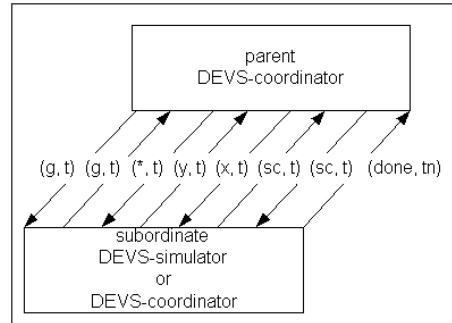 parent
DEVS-coordinator
(g, t) (g, t) (*, t) (y, t) (x, t) (sc, t) (sc, t) (done, tn)
subordinate
DEVS-simulator
or
DEVS-coordinator